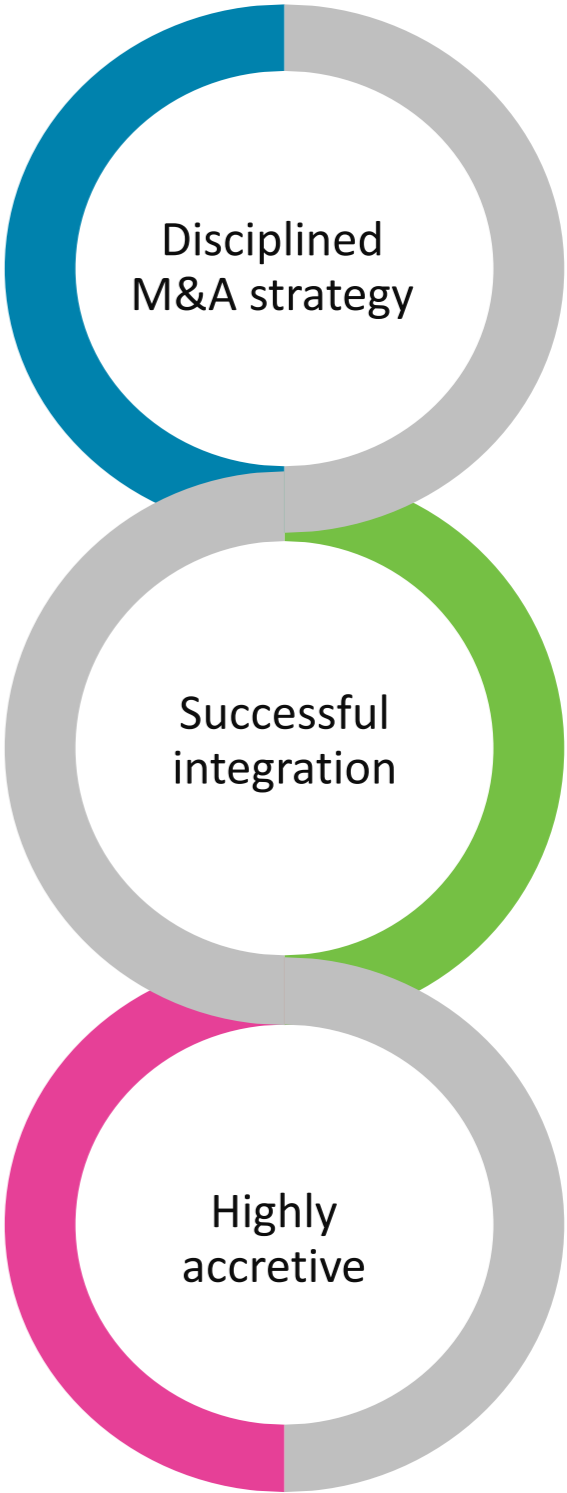 Disciplined
M&A strategy
Successful
integration
Highly
accretive